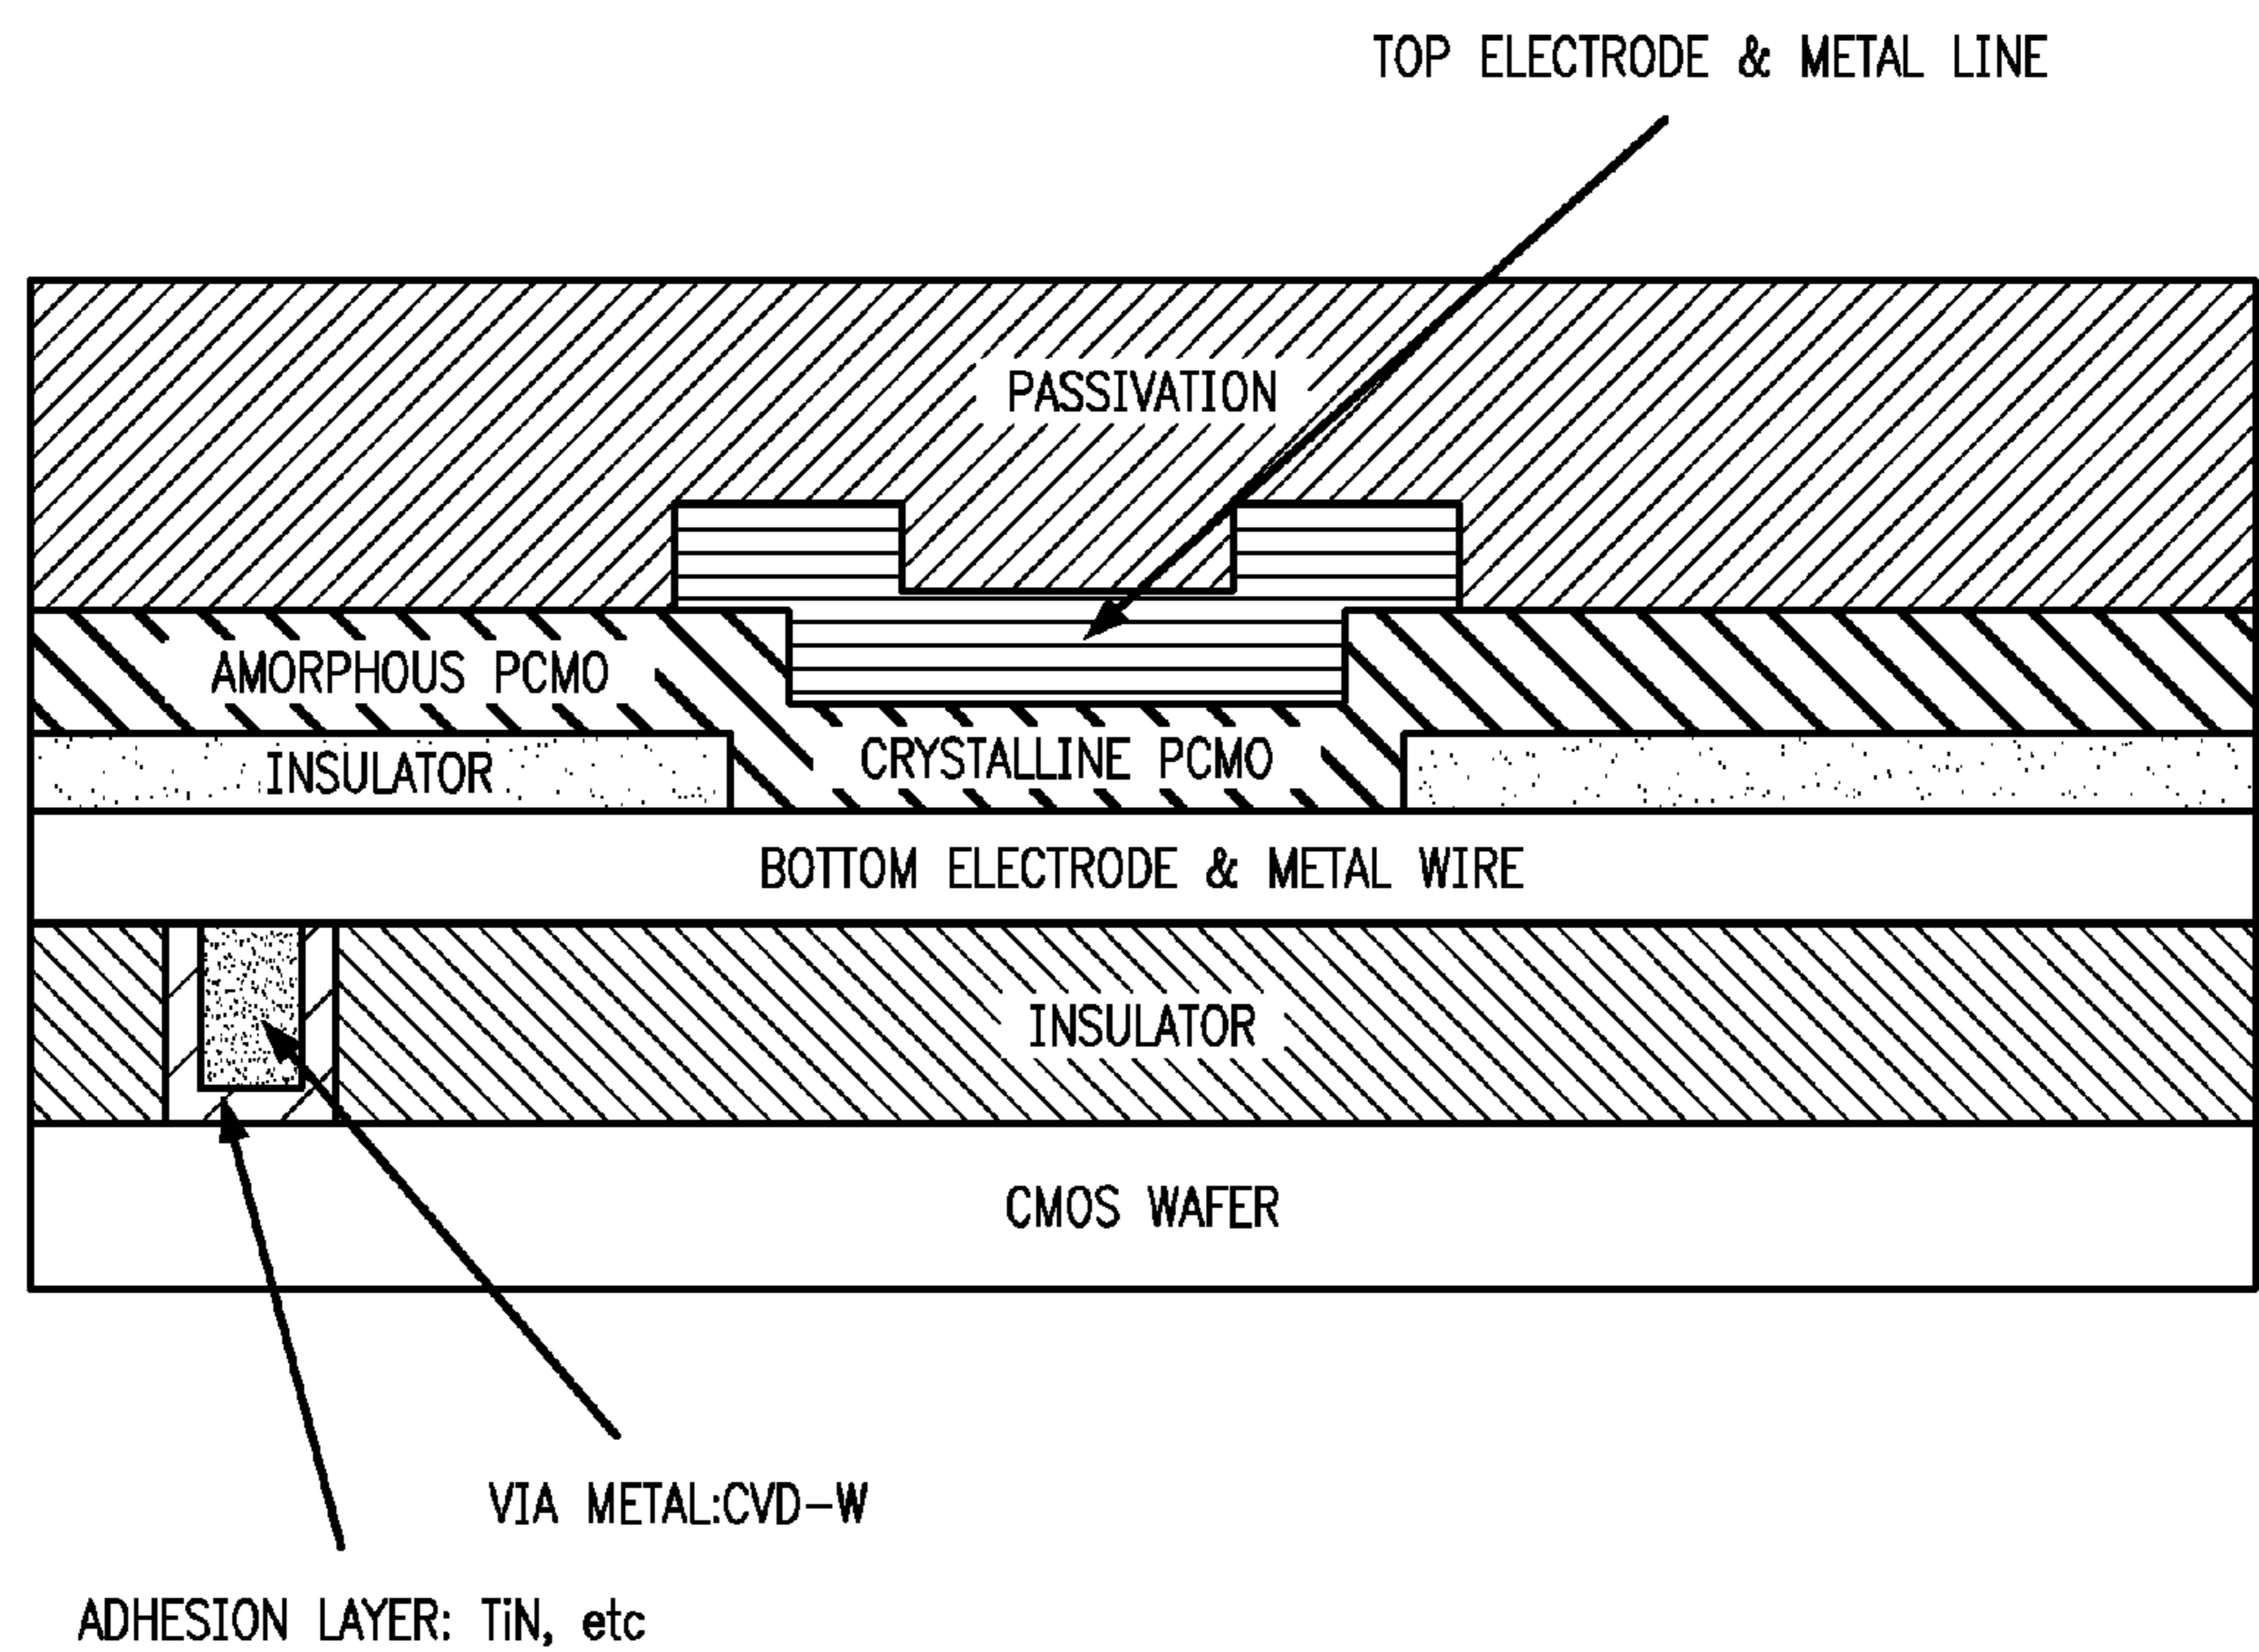 TOP ELECTRODE & METAL LINE
PASSIVATION
AMORPHOUS PCMO
CRYSTALLINE PCMO
INSULATOR
BOTTOM ELECTRODE & METAL WIRE
INSULATOR
CMOS WAFER
VIA METAL:CVD-W
ADHESION LAYER: TiN, etc